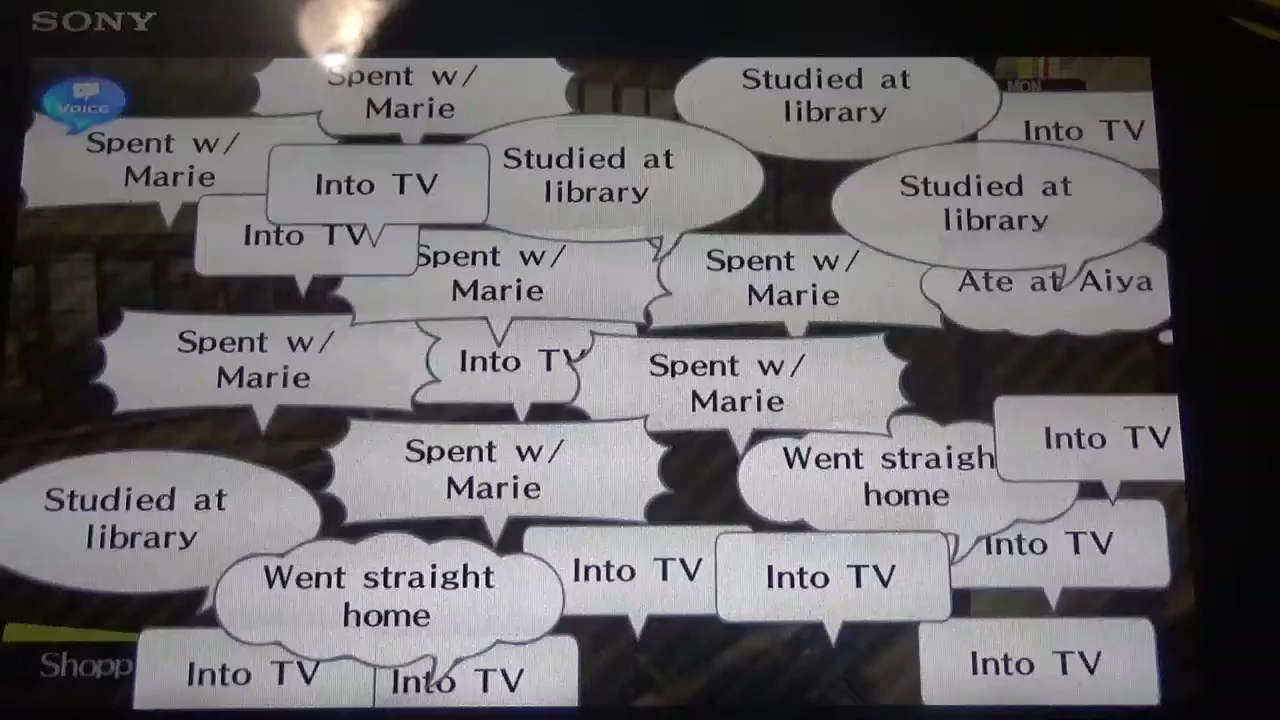 SONY
VOICE
MON
Spent w/
Marie
Studied at
library
Into TV
Spent w/
Marie
Into TV
Studied at
library
Studied at
library
Into TV
Spent w/
Marie
Spent w/
Marie
Ate at Aiya
Spent w/
Marie
Into TV
Spent w/
Marie
Into TV
Spent w/
Marie
Went straigh
home
Studied at
library
Into TV
Went straight
home
Into TV
Into TV
Shopp
Into TV
Into TV
Into TV